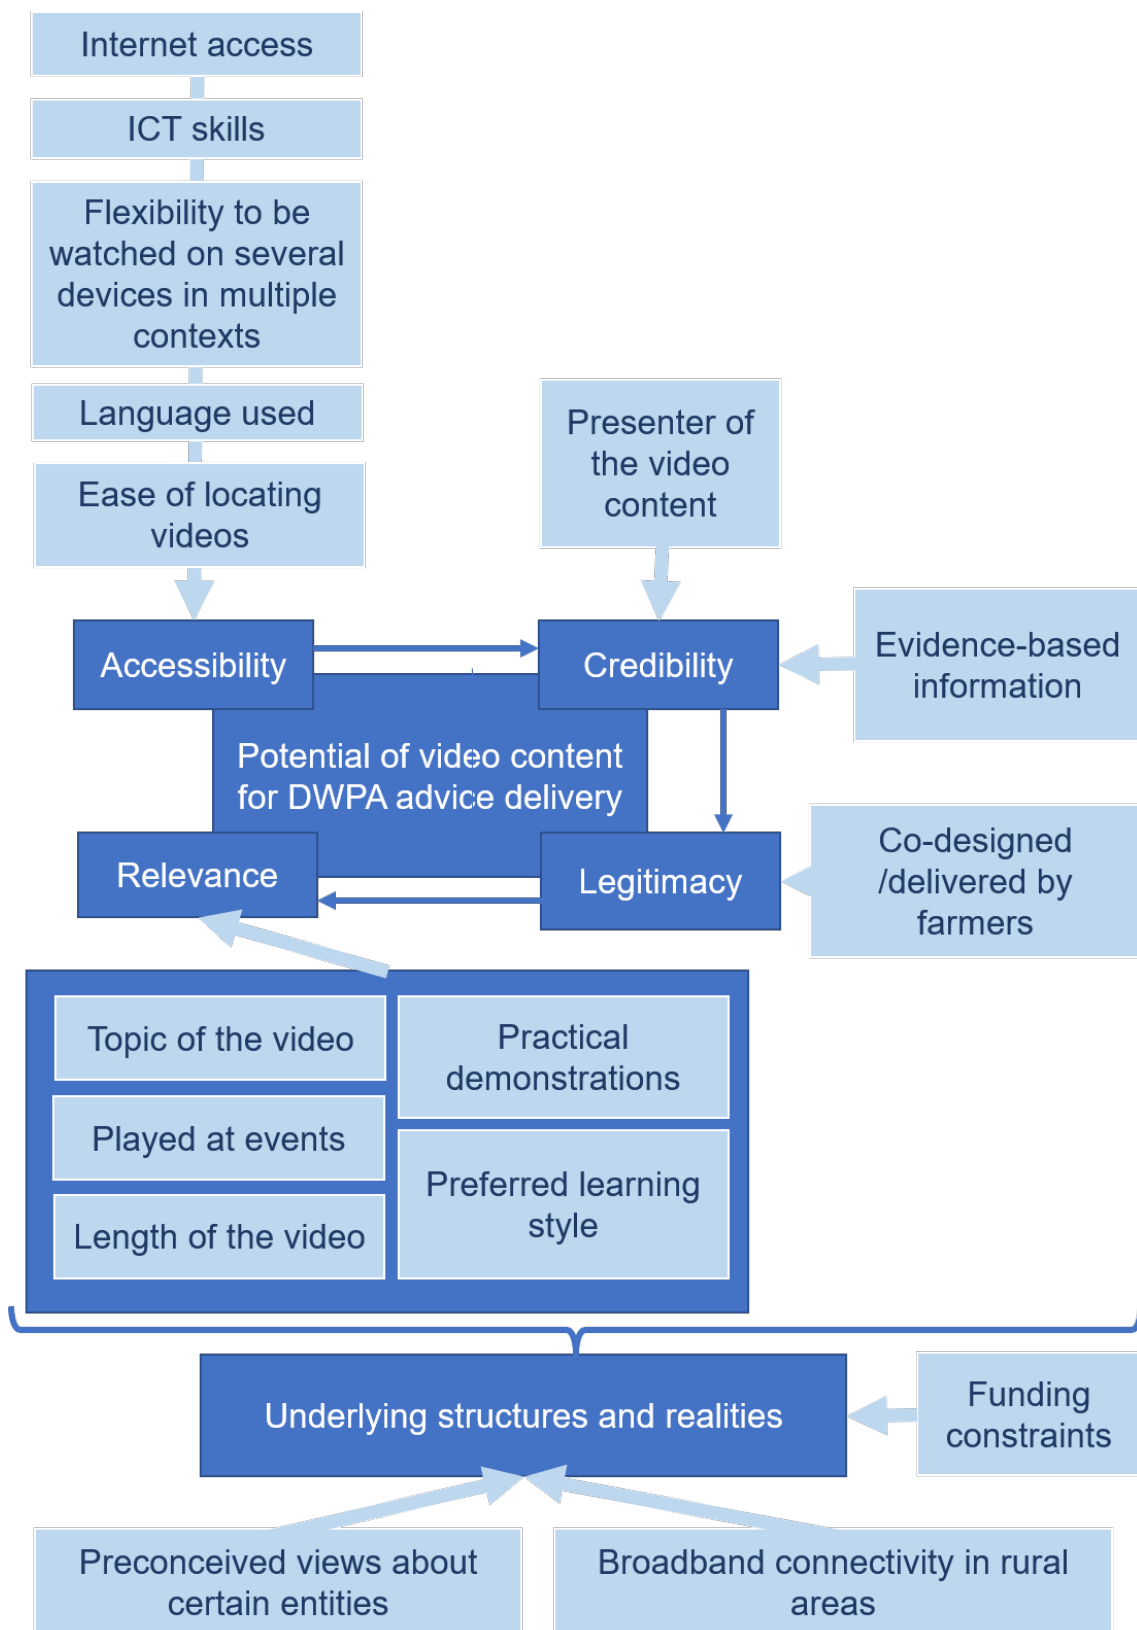 Internet access
ICT skills
Flexibility to be
watched on several
devices in multiple
contexts
Language used
Ease of locating
videos
Presenter of
the video
content
Accessibility
Credibility
Evidence-based
information
Potential of video content
for DWPA advice delivery
Relevance
Legitimacy
Co-designed
/delivered by
farmers
Topic of the video
Played at events
Length of the video
Practical
demonstrations
Preferred learning
style
Underlying structures and realities
Funding
constraints
Preconceived views about
certain entities
Broadband connectivity in rural
areas